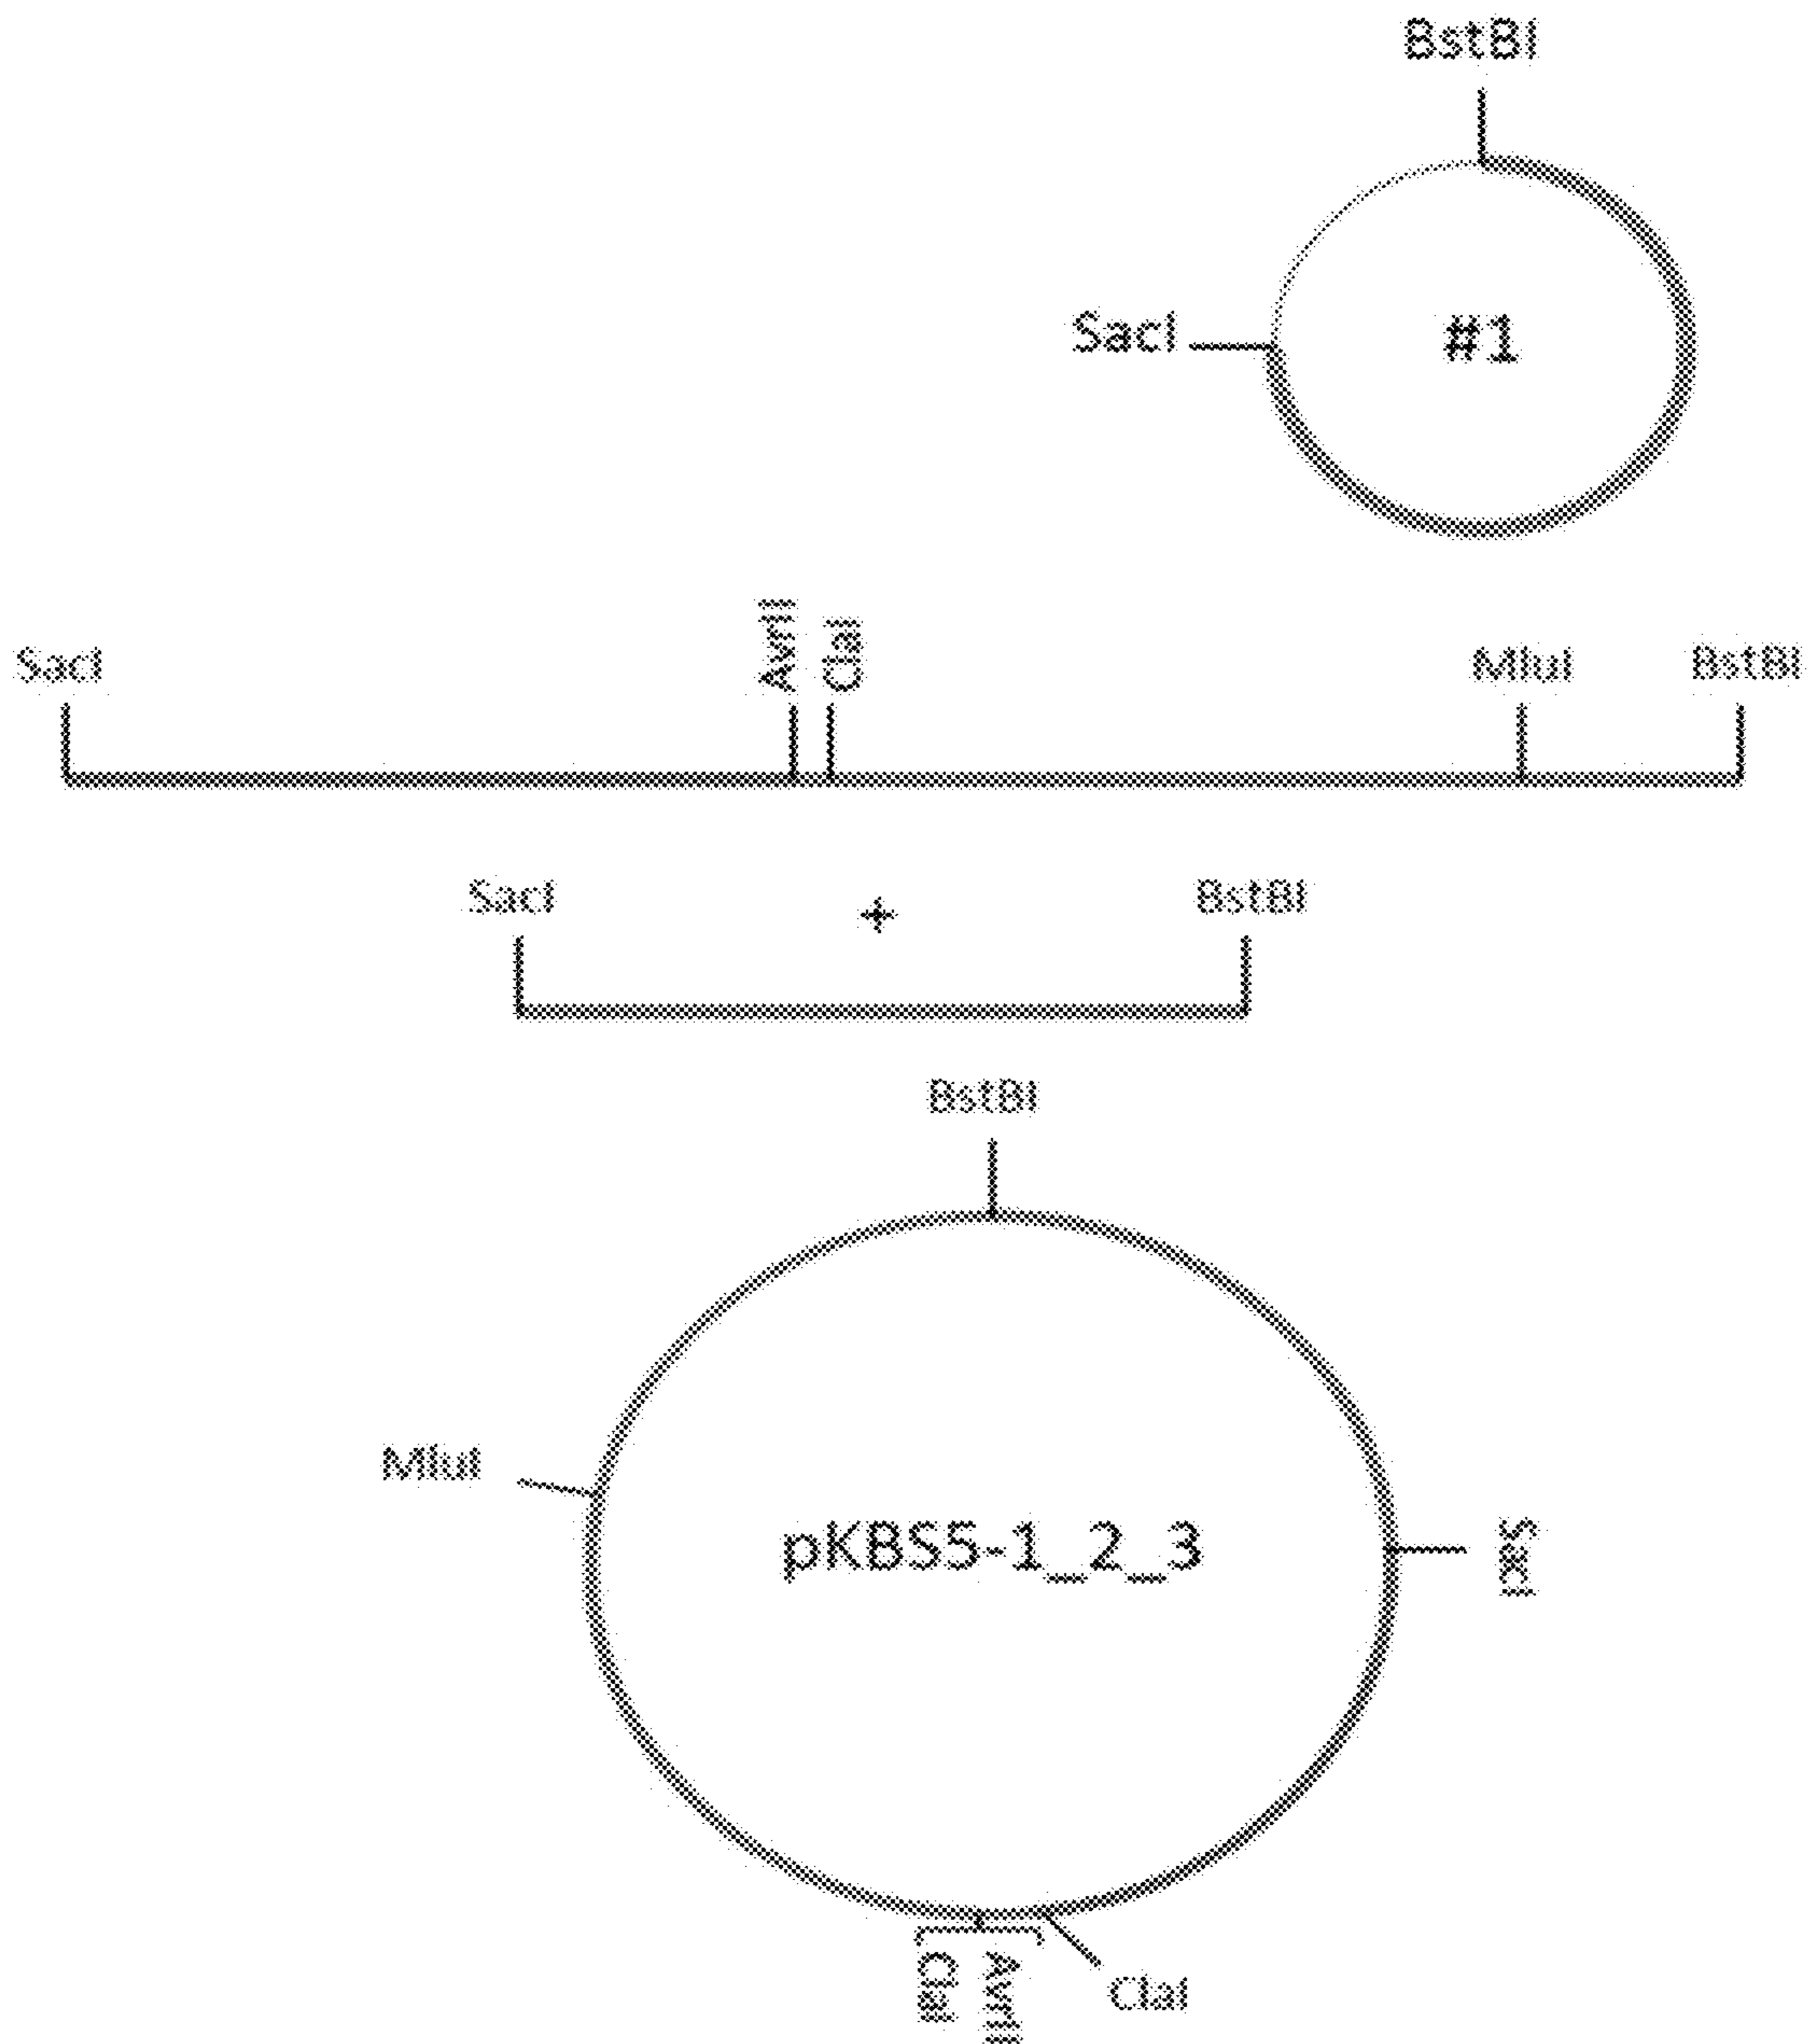 BstBI
SacI
#1
SacI
AvrII
ClaI
MluI
BstBI
SacI
+
BstBI
BstBI
MluI
pKBS5-1_2_3
SacI
ClaI
AvrII
ClaI